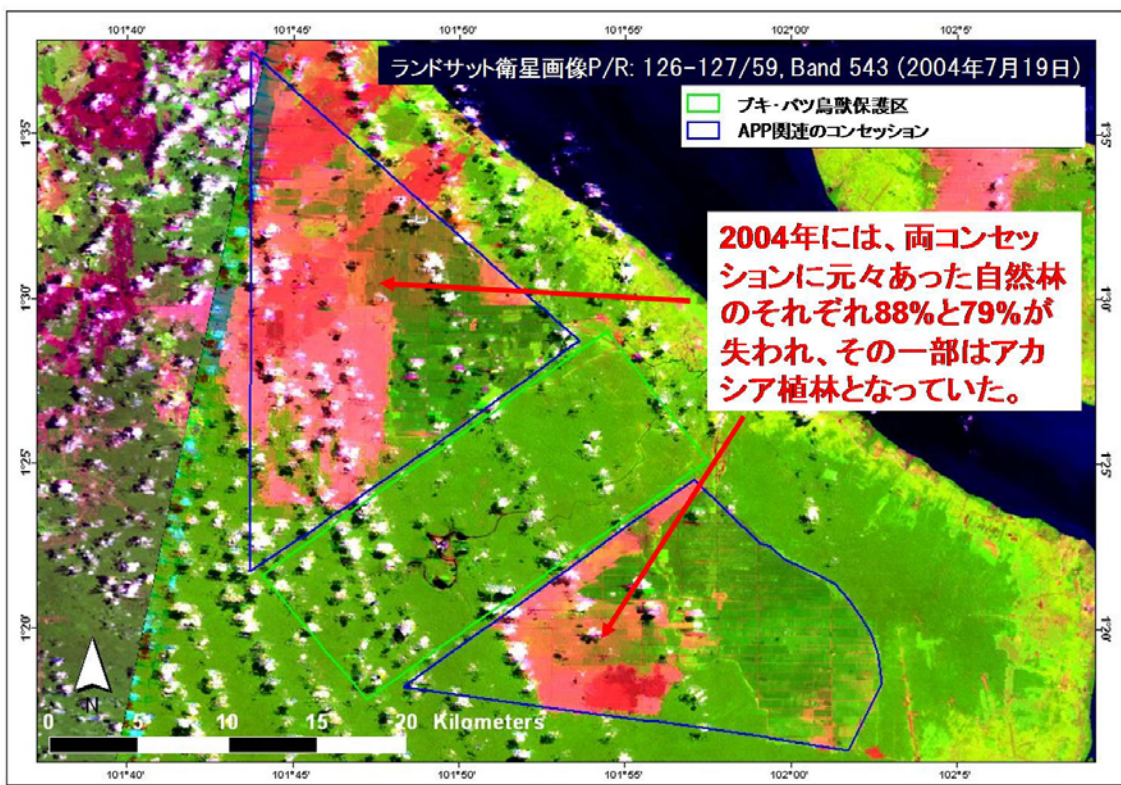 101°40' 101°45' 101°50' 101°55' 102°00' 102°5'
ランドサット衛星画像P/R: 126-127/59, Band 543 (2004年7月19日)
ブキ・バツ鳥獣保護区
APP関連のコンセッション
1°35' 1°35'
2004年には、両コンセッ
ションに元々あった自然林
のそれぞれ88%と79%が
失われ、その一部はアカ
シア植林となっていた。
1°30' 1°30'
1°25' 1°25'
1°20' 1°20'
N
0 5 10 15 20 Kilometers
101°40' 101°45' 101°50' 101°55' 102°00' 102°5'